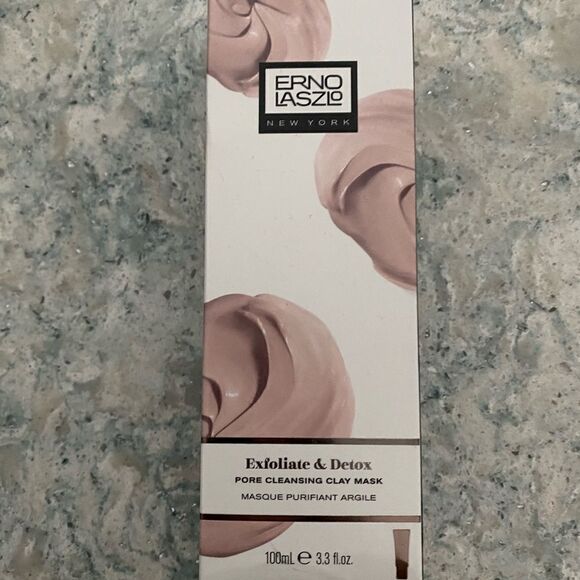 ERNO
LASZLO
NEW YORK
Exfoliate & Detox
PORE CLEANSING CLAY MASK
MASQUE PURIFIANT ARGILE
100mL ℮ 3.3 fl.oz.